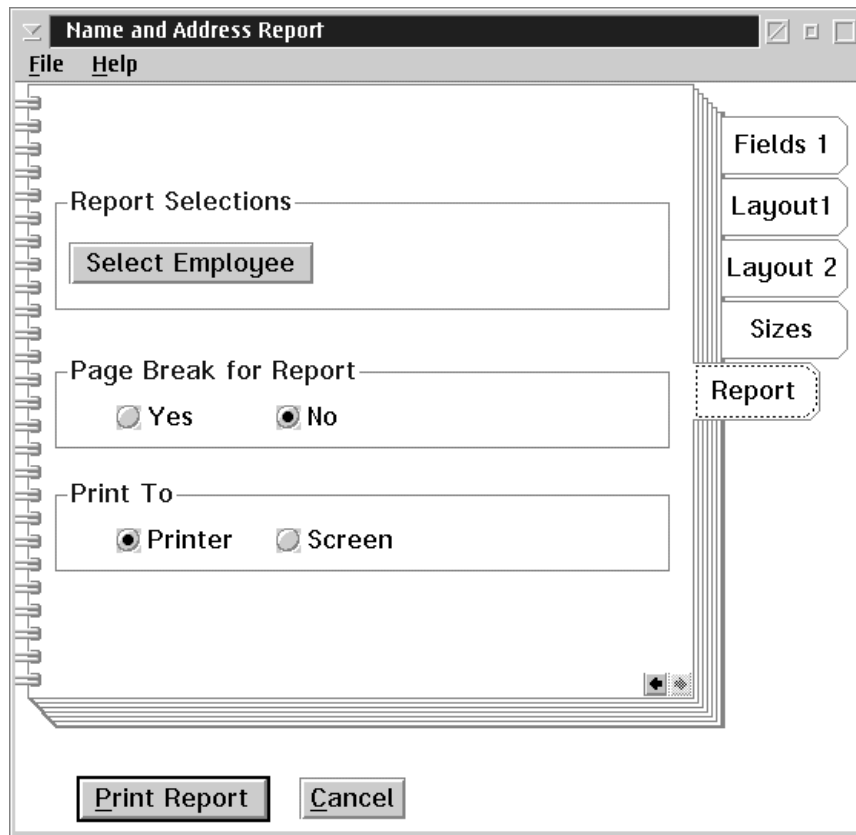 Name and Address Report
File Help
Fields 1
Report Selections
Layout1
Select Employee
Layout 2
Sizes
Page Break for Report
Report
Yes No
Print To
Printer Screen
Print Report Cancel